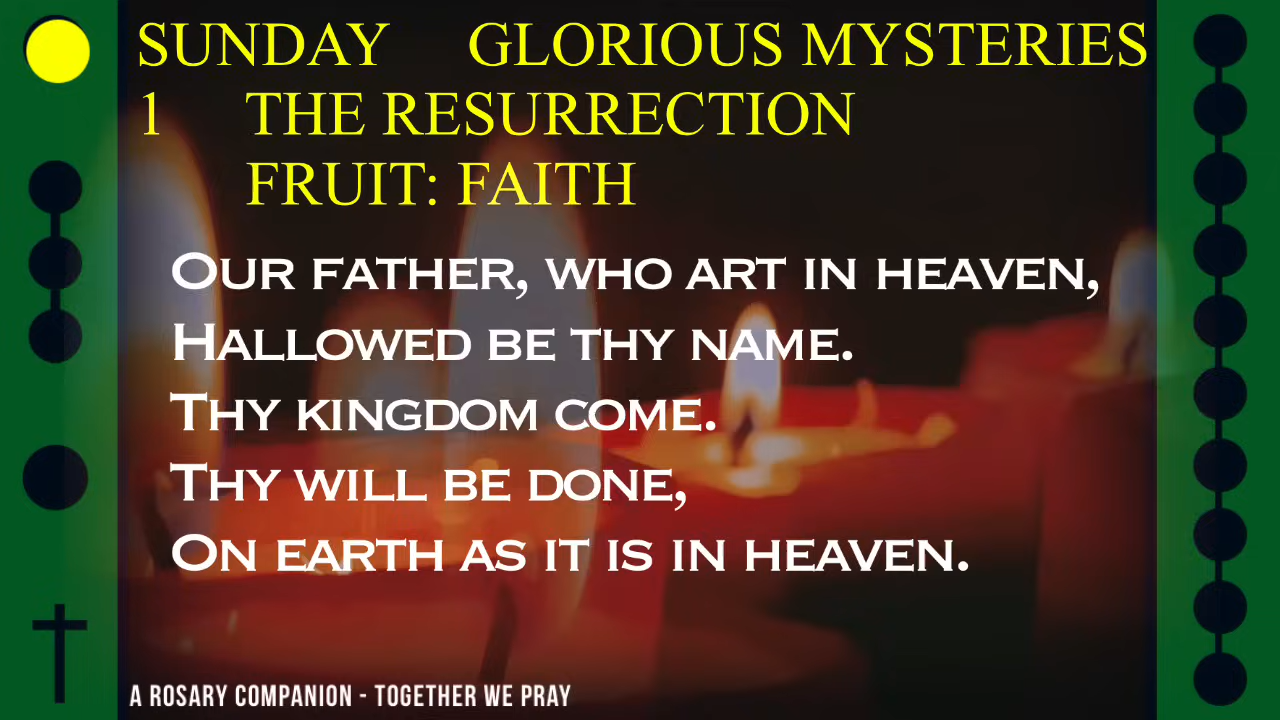 SUNDAY GLORIOUS MYSTERIES
1 THE RESURRECTION
FRUIT: FAITH
OUR FATHER, WHO ART IN HEAVEN,
HALLOWED BE THY NAME.
THY KINGDOM COME.
THY WILL BE DONE,
ON EARTH AS IT IS IN HEAVEN.
A ROSARY COMPANION - TOGETHER WE PRAY